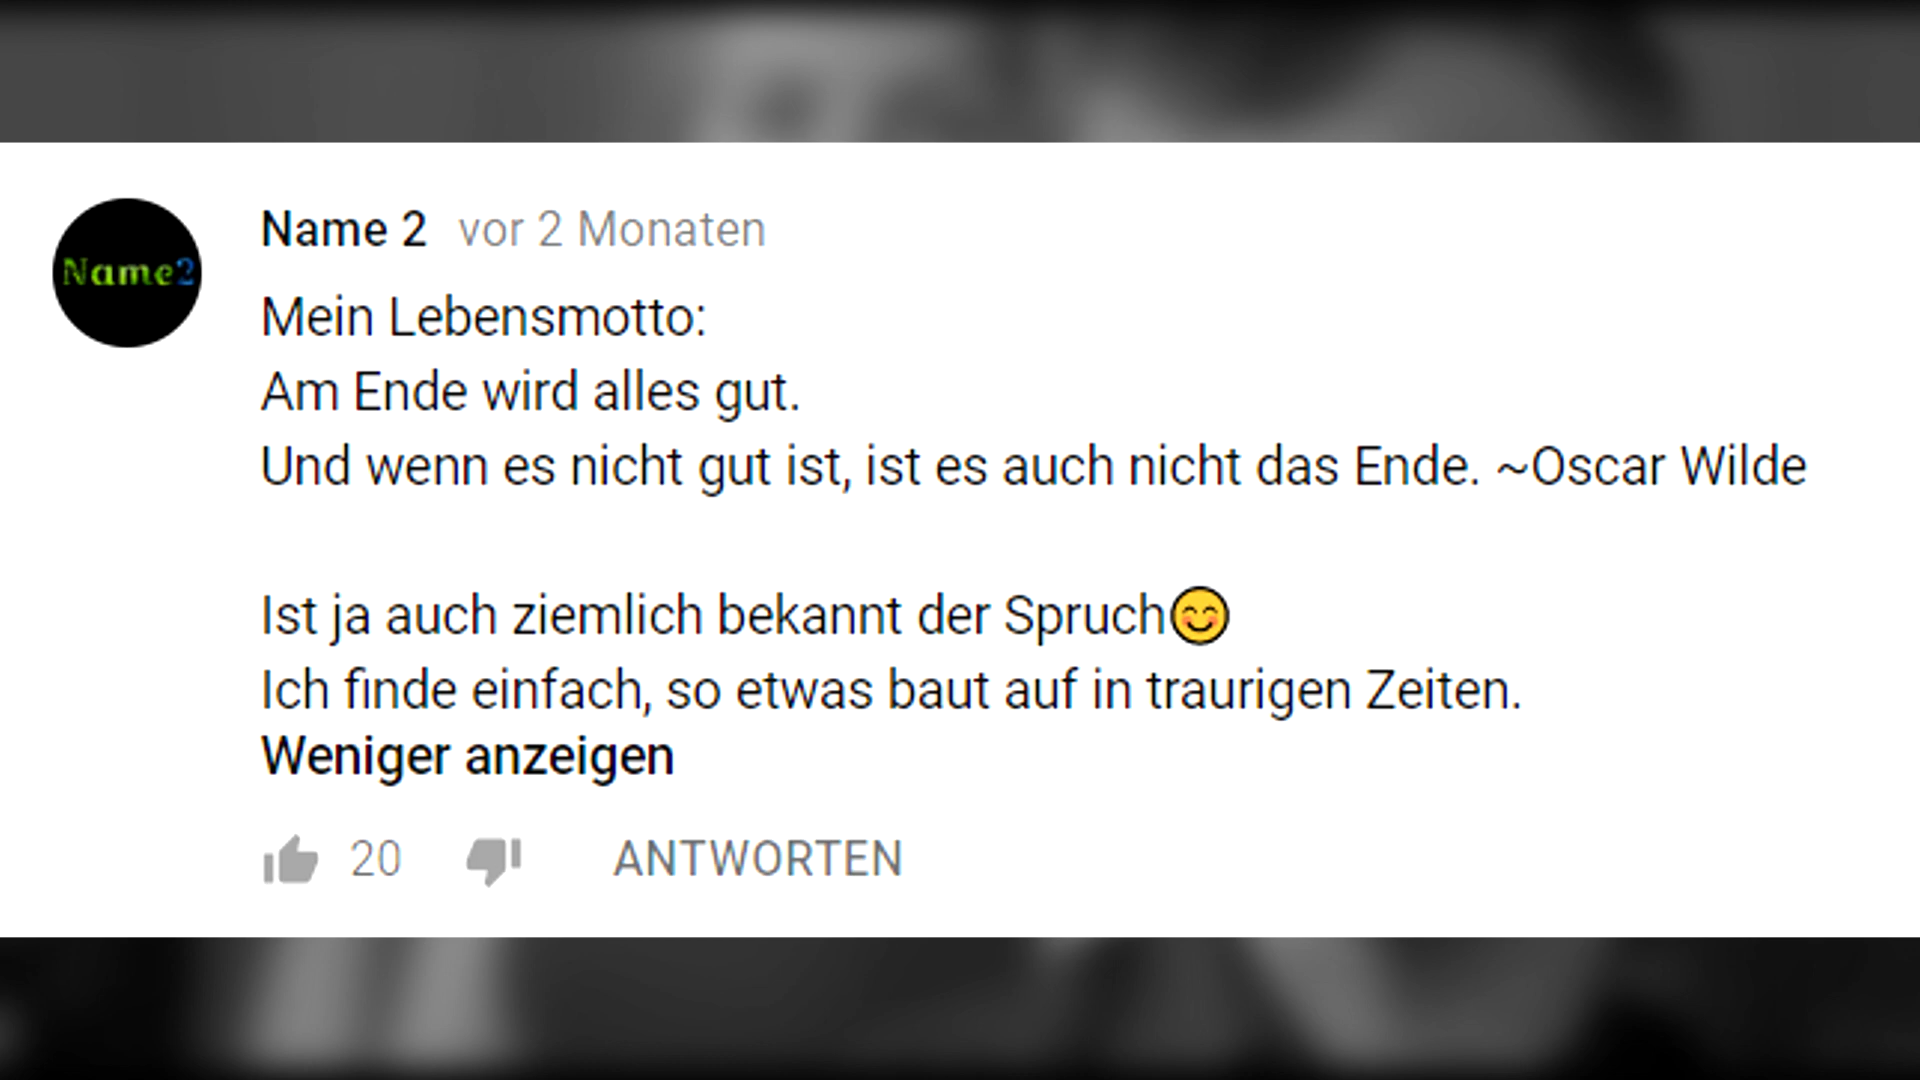 Name2
Name 2 vor 2 Monaten
Mein Lebensmotto:
Am Ende wird alles gut.
Und wenn es nicht gut ist, ist es auch nicht das Ende. ~Oscar Wilde
Ist ja auch ziemlich bekannt der Spruch😊
Ich finde einfach, so etwas baut auf in traurigen Zeiten.
Weniger anzeigen
20 ANTWORTEN